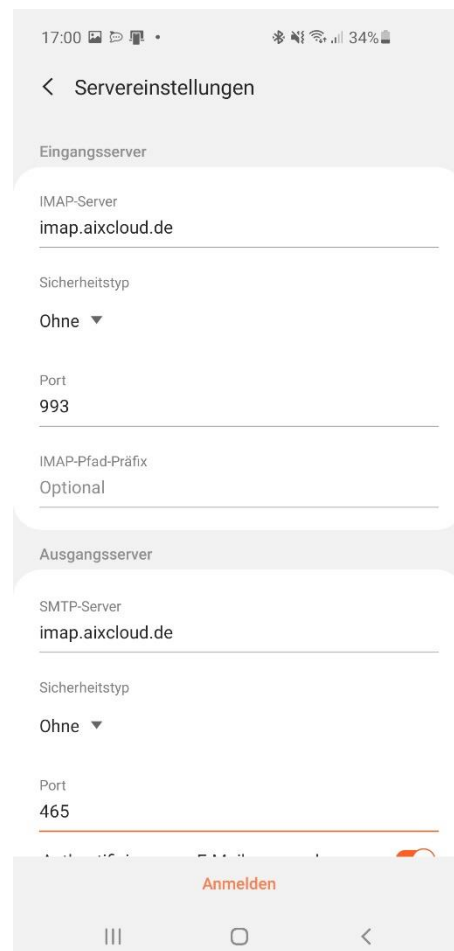 17:00
34%
Servereinstellungen
Eingangsserver
IMAP-Server
imap.aixcloud.de
Sicherheitstyp
Ohne
Port
993
IMAP-Pfad-Präfix
Optional
Ausgangsserver
SMTP-Server
imap.aixcloud.de
Sicherheitstyp
Ohne
Port
465
Anmelden